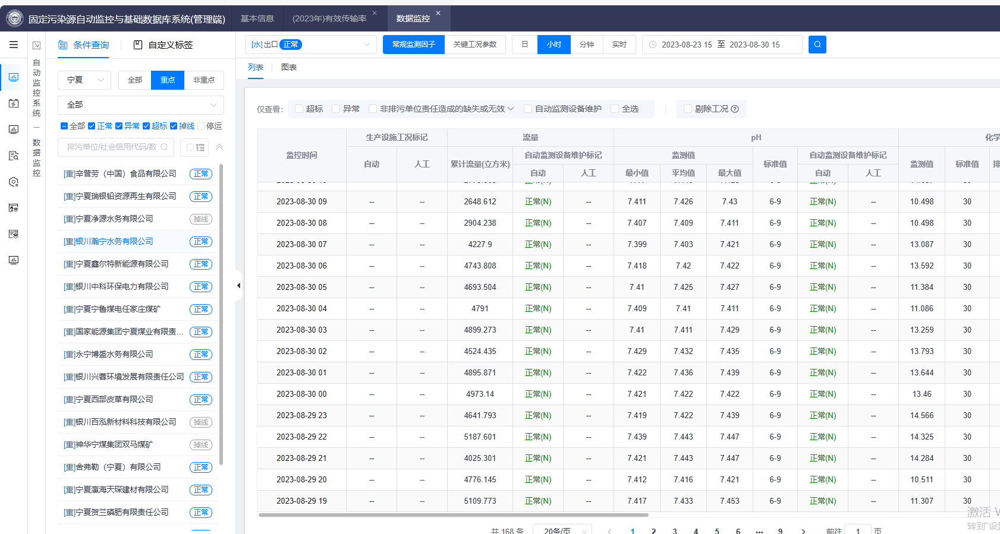 固定污染源自动监控与基础数据库系统(管理端)
基本信息
(2023年)有效传输率
数据监控
自动监控系统 — 数据监控
条件查询
自定义标签
宁夏
全部
重点
非重点
全部
全部 正常 异常 超标 掉线 停运
排污单位/社会信用代码/数
[重]辛普劳（中国）食品有限公司 正常
[重]宁夏瑞银铅资源再生有限公司 正常
[重]宁夏净源水务有限公司 掉线
[重]银川瀚宁水务有限公司 正常
[重]宁夏鑫尔特新能源有限公司 正常
[重]银川中科环保电力有限公司 正常
[重]宁夏宁鲁煤电任家庄煤矿 正常
[重]国家能源集团宁夏煤业有限责... 正常
[重]永宁博盛水务有限公司 正常
[重]银川兴蓉环境发展有限责任公司 正常
[重]宁夏西部皮草有限公司 正常
[重]银川百泓新材料科技有限公司 掉线
[重]神华宁煤集团双马煤矿 掉线
[重]舍弗勒（宁夏）有限公司 正常
[重]宁夏瀛海天琛建材有限公司 正常
[重]宁夏贺兰磷肥有限责任公司 正常
[水]出口 正常
常规监测因子 关键工况参数
日 小时 分钟 实时
2023-08-23 15 至 2023-08-30 15
列表 图表
仅查看: 超标 异常 非排污单位责任造成的缺失或无效 自动监测设备维护 全选 剔除工况
监控时间 生产设施工况标记 流量 pH 化学
自动 人工 累计流量(立方米) 自动监测设备维护标记 监测值 标准值 自动监测设备维护标记 监测值 标准值 排
自动 人工 最小值 平均值 最大值 自动 人工
2023-08-30 09 -- -- 2648.612 正常(N) -- 7.411 7.426 7.43 6-9 正常(N) -- 10.498 30
2023-08-30 08 -- -- 2904.238 正常(N) -- 7.407 7.409 7.411 6-9 正常(N) -- 10.498 30
2023-08-30 07 -- -- 4227.9 正常(N) -- 7.399 7.403 7.421 6-9 正常(N) -- 13.087 30
2023-08-30 06 -- -- 4743.808 正常(N) -- 7.418 7.42 7.422 6-9 正常(N) -- 13.592 30
2023-08-30 05 -- -- 4693.504 正常(N) -- 7.41 7.425 7.427 6-9 正常(N) -- 11.384 30
2023-08-30 04 -- -- 4791 正常(N) -- 7.409 7.41 7.411 6-9 正常(N) -- 11.086 30
2023-08-30 03 -- -- 4899.273 正常(N) -- 7.41 7.411 7.429 6-9 正常(N) -- 13.259 30
2023-08-30 02 -- -- 4524.435 正常(N) -- 7.429 7.432 7.435 6-9 正常(N) -- 13.793 30
2023-08-30 01 -- -- 4895.871 正常(N) -- 7.422 7.436 7.439 6-9 正常(N) -- 13.644 30
2023-08-30 00 -- -- 4973.14 正常(N) -- 7.421 7.422 7.422 6-9 正常(N) -- 13.46 30
2023-08-29 23 -- -- 4641.793 正常(N) -- 7.419 7.422 7.439 6-9 正常(N) -- 14.566 30
2023-08-29 22 -- -- 5187.601 正常(N) -- 7.439 7.443 7.447 6-9 正常(N) -- 14.325 30
2023-08-29 21 -- -- 4025.301 正常(N) -- 7.421 7.443 7.447 6-9 正常(N) -- 14.284 30
2023-08-29 20 -- -- 4776.145 正常(N) -- 7.412 7.416 7.421 6-9 正常(N) -- 10.511 30
2023-08-29 19 -- -- 5109.773 正常(N) -- 7.417 7.433 7.453 6-9 正常(N) -- 11.307 30
共 168 条 20条/页 1 2 3 4 5 6 ... 9 前往 1 页
激活 W
转到"设置